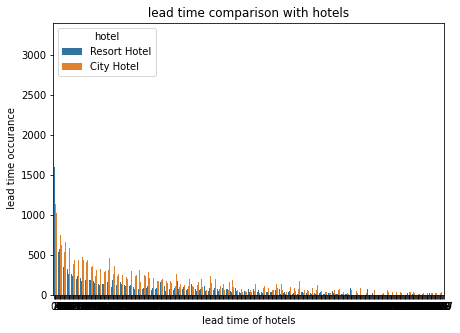 lead time comparison with hotels
hotel
Resort Hotel
City Hotel
3000
2500
2000
1500
1000
500
0
lead time occurance
lead time of hotels